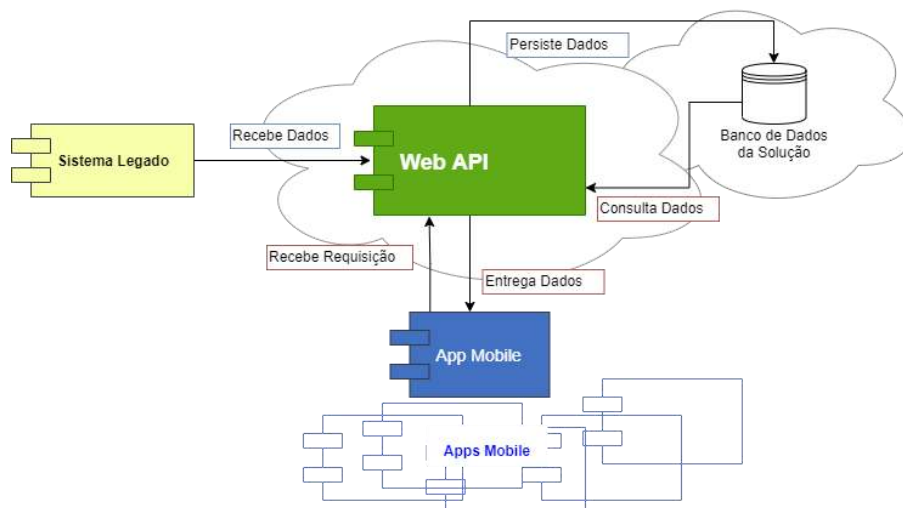 Persiste Dados
Banco de Dados
da Solução
Recebe Dados
Sistema Legado
Web API
Consulta Dados
Recebe Requisição
Entrega Dados
App Mobile
Apps Mobile